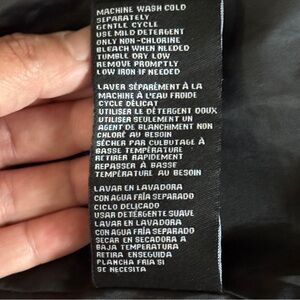 MACHINE WASH COLD
SEPARATELY
GENTLE CYCLE
USE MILD DETERGENT
ONLY NON-CHLORINE
BLEACH WHEN NEEDED
TUMBLE DRY LOW
REMOVE PROMPTLY
LOW IRON IF NEEDED
LAVER SÉPARÉMENT À LA
MACHINE À L'EAU FROIDE
CYCLE DÉLICAT
UTILISER LE DÉTERGENT DOUX
UTILISER SEULEMENT UN
AGENT DE BLANCHIMENT NON
CHLORÉ AU BESOIN
SÉCHER PAR CULBUTAGE À
BASSE TEMPÉRATURE
RETIRER RAPIDEMENT
REPASSER À BASSE
TEMPÉRATURE AU BESOIN
LAVAR EN LAVADORA
CON AGUA FRÍA SEPARADO
CICLO DELICADO
USAR DETERGENTE SUAVE
LAVAR EN LAVADORA
CON AGUA FRÍA SEPARADO
SECAR EN SECADORA A
BAJA TEMPERATURA
RETIRA ENSEGUIDA
PLANCHA FRIA SI
SE NECESITA